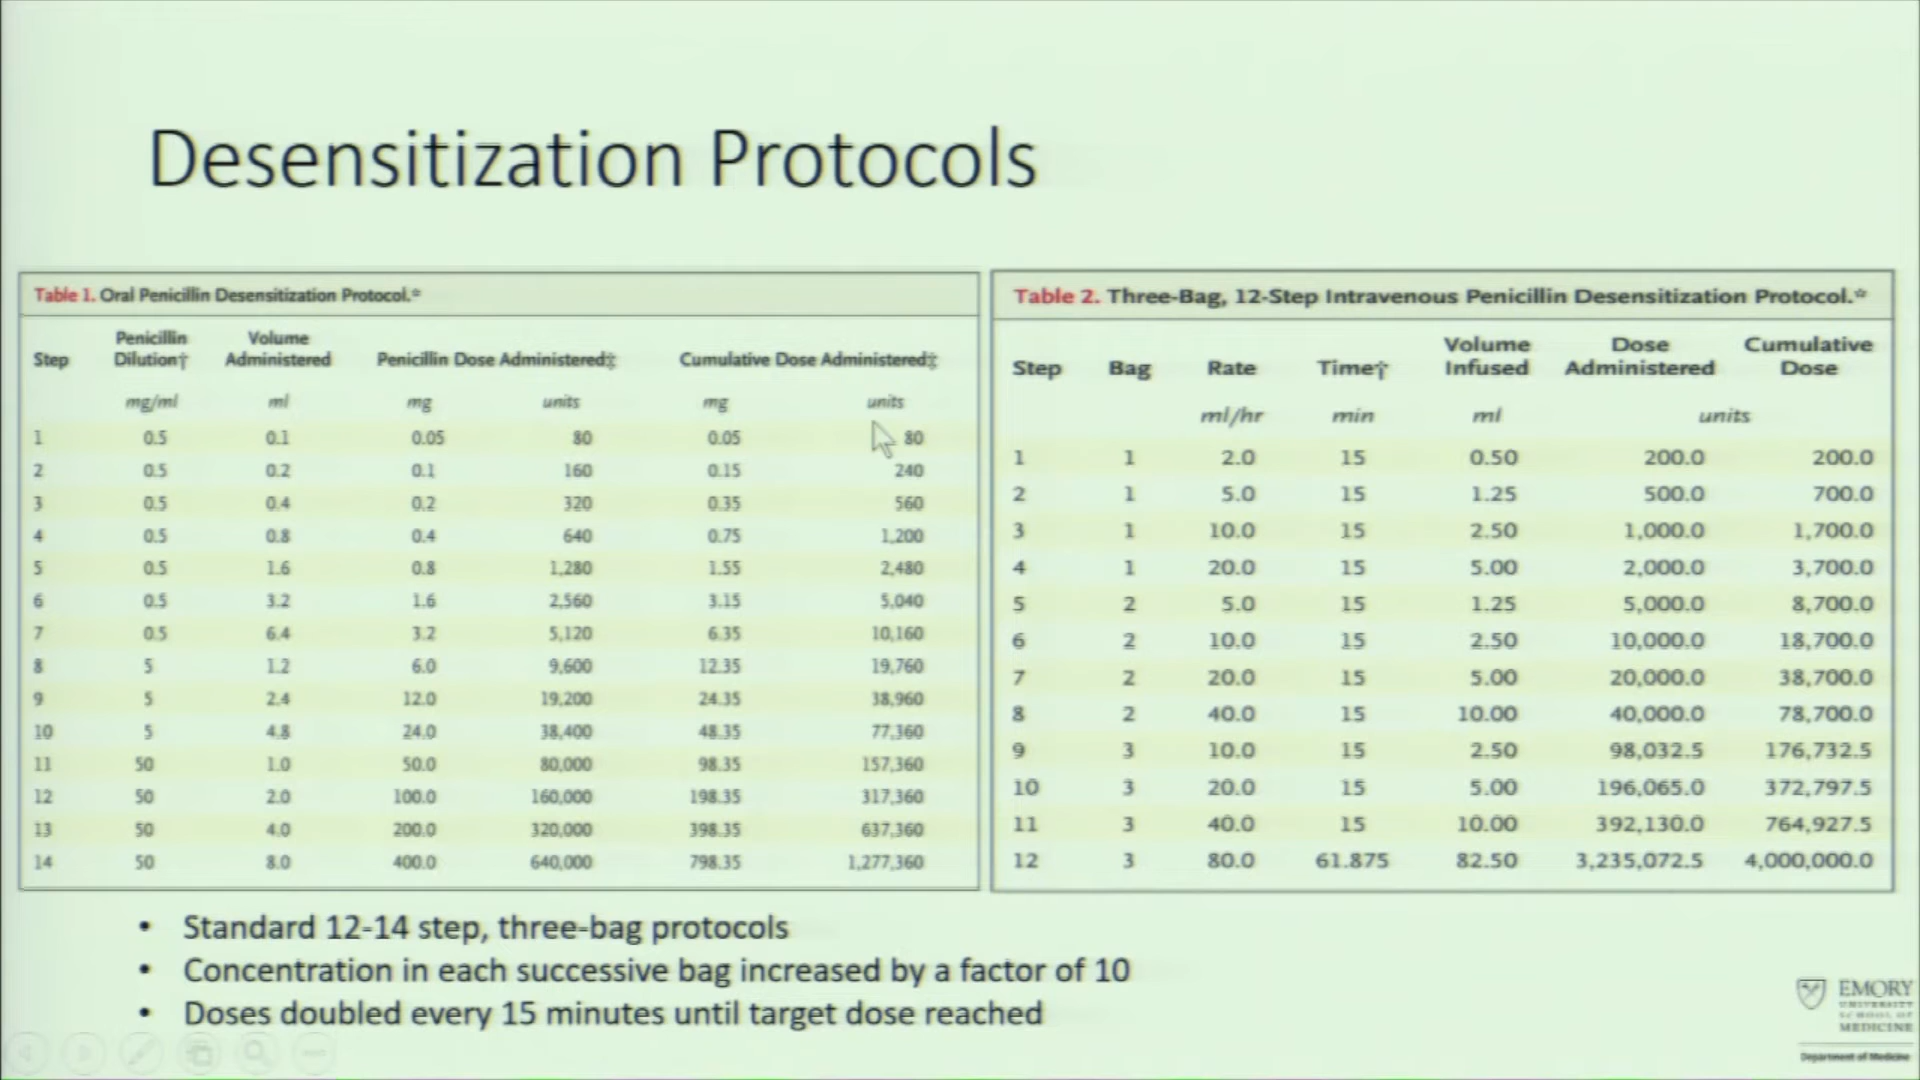 Desensitization Protocols
Table 1. Oral Penicillin Desensitization Protocol.*
Step Penicillin Dilution† Volume Administered Penicillin Dose Administered‡ Cumulative Dose Administered‡
mg/ml ml mg units mg units
1 0.5 0.1 0.05 80 0.05 80
2 0.5 0.2 0.1 160 0.15 240
3 0.5 0.4 0.2 320 0.35 560
4 0.5 0.8 0.4 640 0.75 1,200
5 0.5 1.6 0.8 1,280 1.55 2,480
6 0.5 3.2 1.6 2,560 3.15 5,040
7 0.5 6.4 3.2 5,120 6.35 10,160
8 5 1.2 6.0 9,600 12.35 19,760
9 5 2.4 12.0 19,200 24.35 38,960
10 5 4.8 24.0 38,400 48.35 77,360
11 50 1.0 50.0 80,000 98.35 157,360
12 50 2.0 100.0 160,000 198.35 317,360
13 50 4.0 200.0 320,000 398.35 637,360
14 50 8.0 400.0 640,000 798.35 1,277,360
Table 2. Three-Bag, 12-Step Intravenous Penicillin Desensitization Protocol.*
Step Bag Rate Time† Volume Infused Dose Administered Cumulative Dose
ml/hr min ml units
1 1 2.0 15 0.50 200.0 200.0
2 1 5.0 15 1.25 500.0 700.0
3 1 10.0 15 2.50 1,000.0 1,700.0
4 1 20.0 15 5.00 2,000.0 3,700.0
5 2 5.0 15 1.25 5,000.0 8,700.0
6 2 10.0 15 2.50 10,000.0 18,700.0
7 2 20.0 15 5.00 20,000.0 38,700.0
8 2 40.0 15 10.00 40,000.0 78,700.0
9 3 10.0 15 2.50 98,032.5 176,732.5
10 3 20.0 15 5.00 196,065.0 372,797.5
11 3 40.0 15 10.00 392,130.0 764,927.5
12 3 80.0 61.875 82.50 3,235,072.5 4,000,000.0
• Standard 12-14 step, three-bag protocols
• Concentration in each successive bag increased by a factor of 10
• Doses doubled every 15 minutes until target dose reached
EMORY
UNIVERSITY
SCHOOL OF
MEDICINE
Department of Medicine